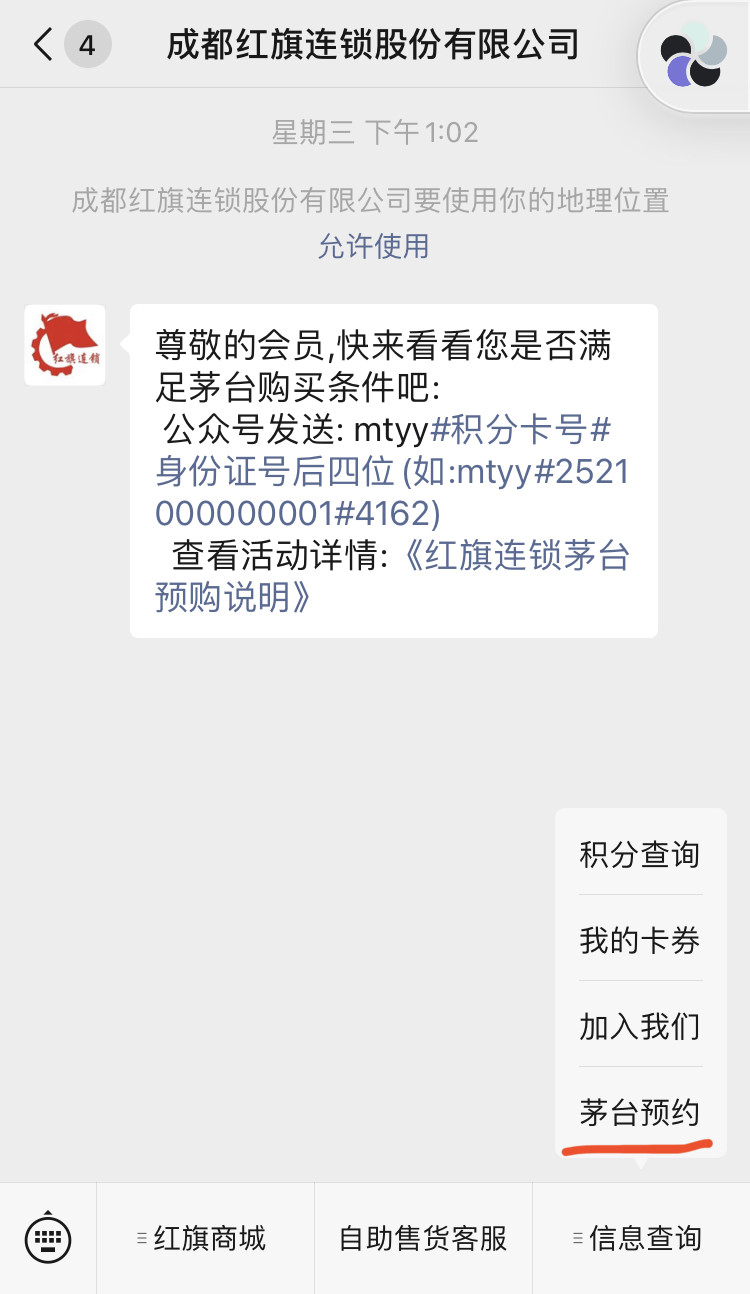 4
成都红旗连锁股份有限公司
星期三 下午1:02
成都红旗连锁股份有限公司要使用你的地理位置
允许使用
红旗连锁
尊敬的会员,快来看看您是否满
足茅台购买条件吧:
公众号发送: mtyy#积分卡号#
身份证号后四位(如:mtyy#2521
000000001#4162)
查看活动详情:《红旗连锁茅台
预购说明》
积分查询
我的卡券
加入我们
茅台预约
红旗商城
自助售货客服
信息查询